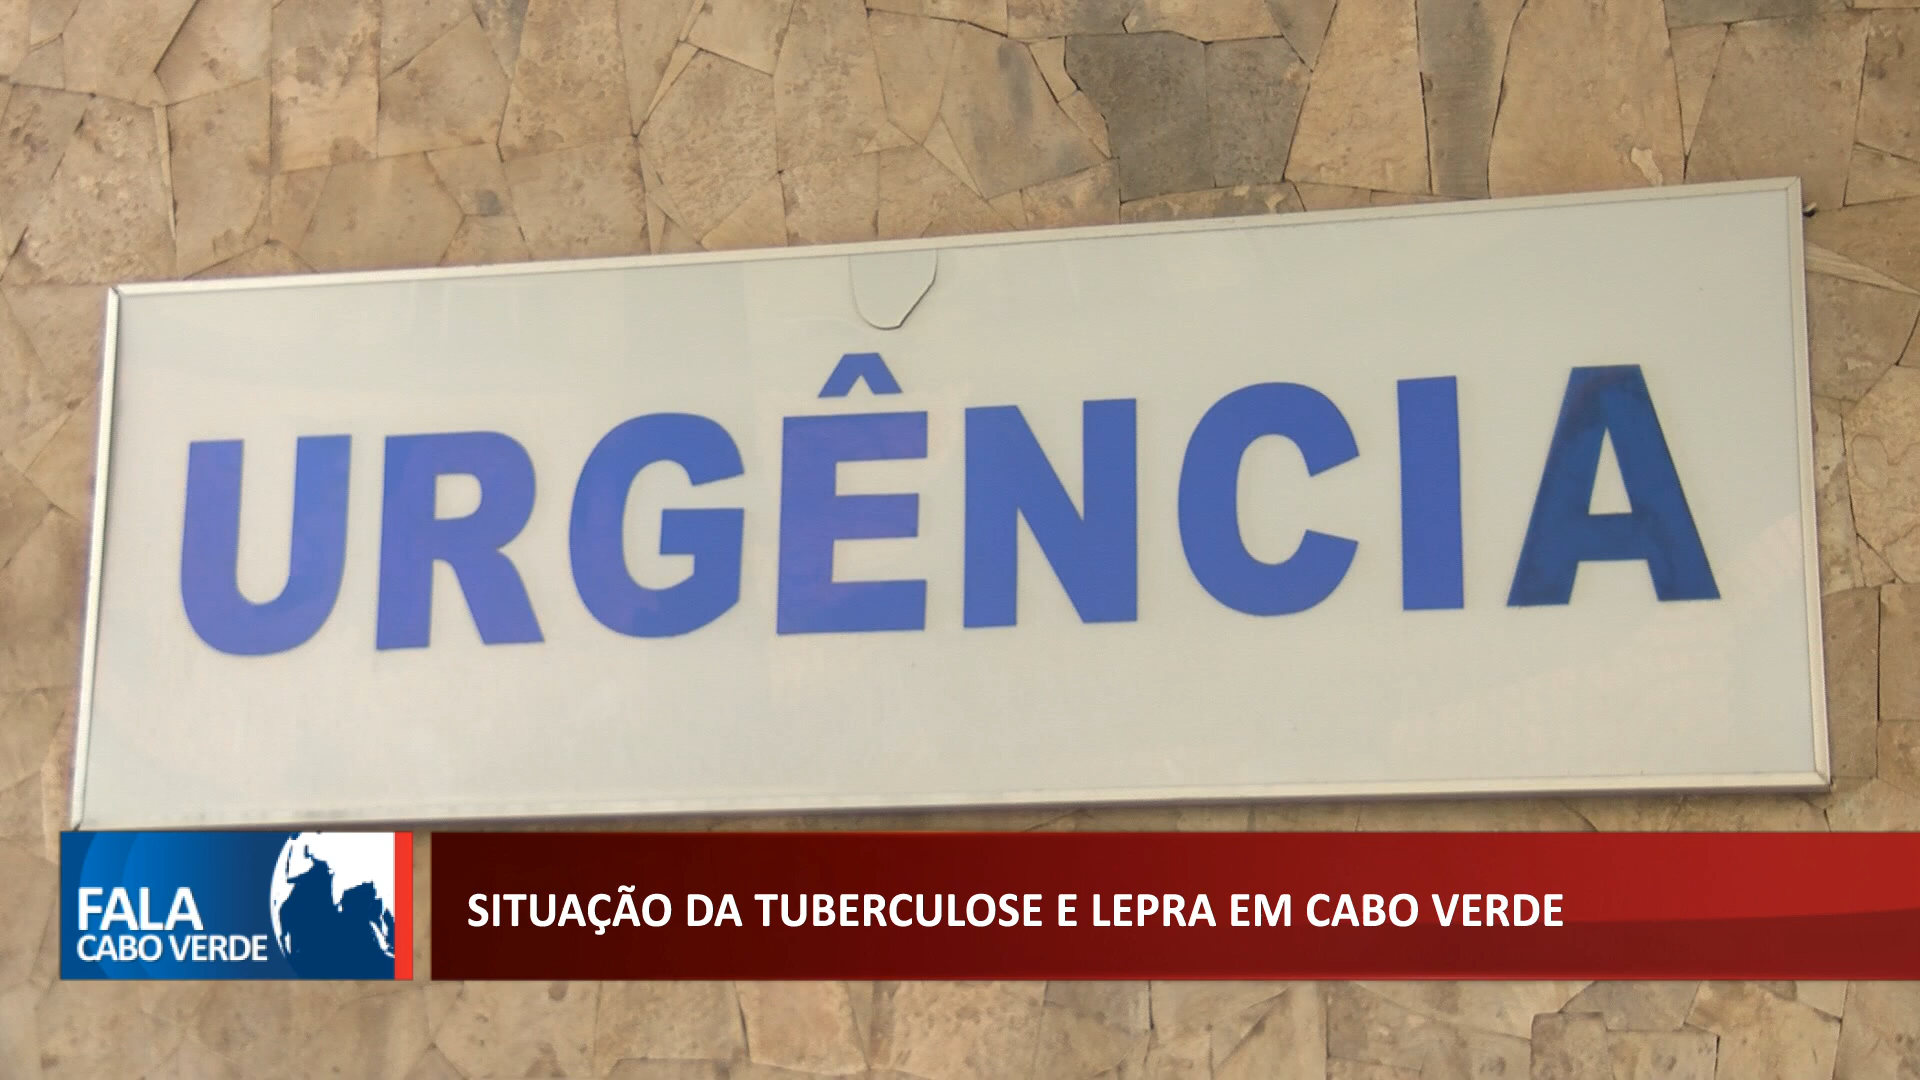 URGÊNCIA
FALA
CABO VERDE
SITUAÇÃO DA TUBERCULOSE E LEPRA EM CABO VERDE